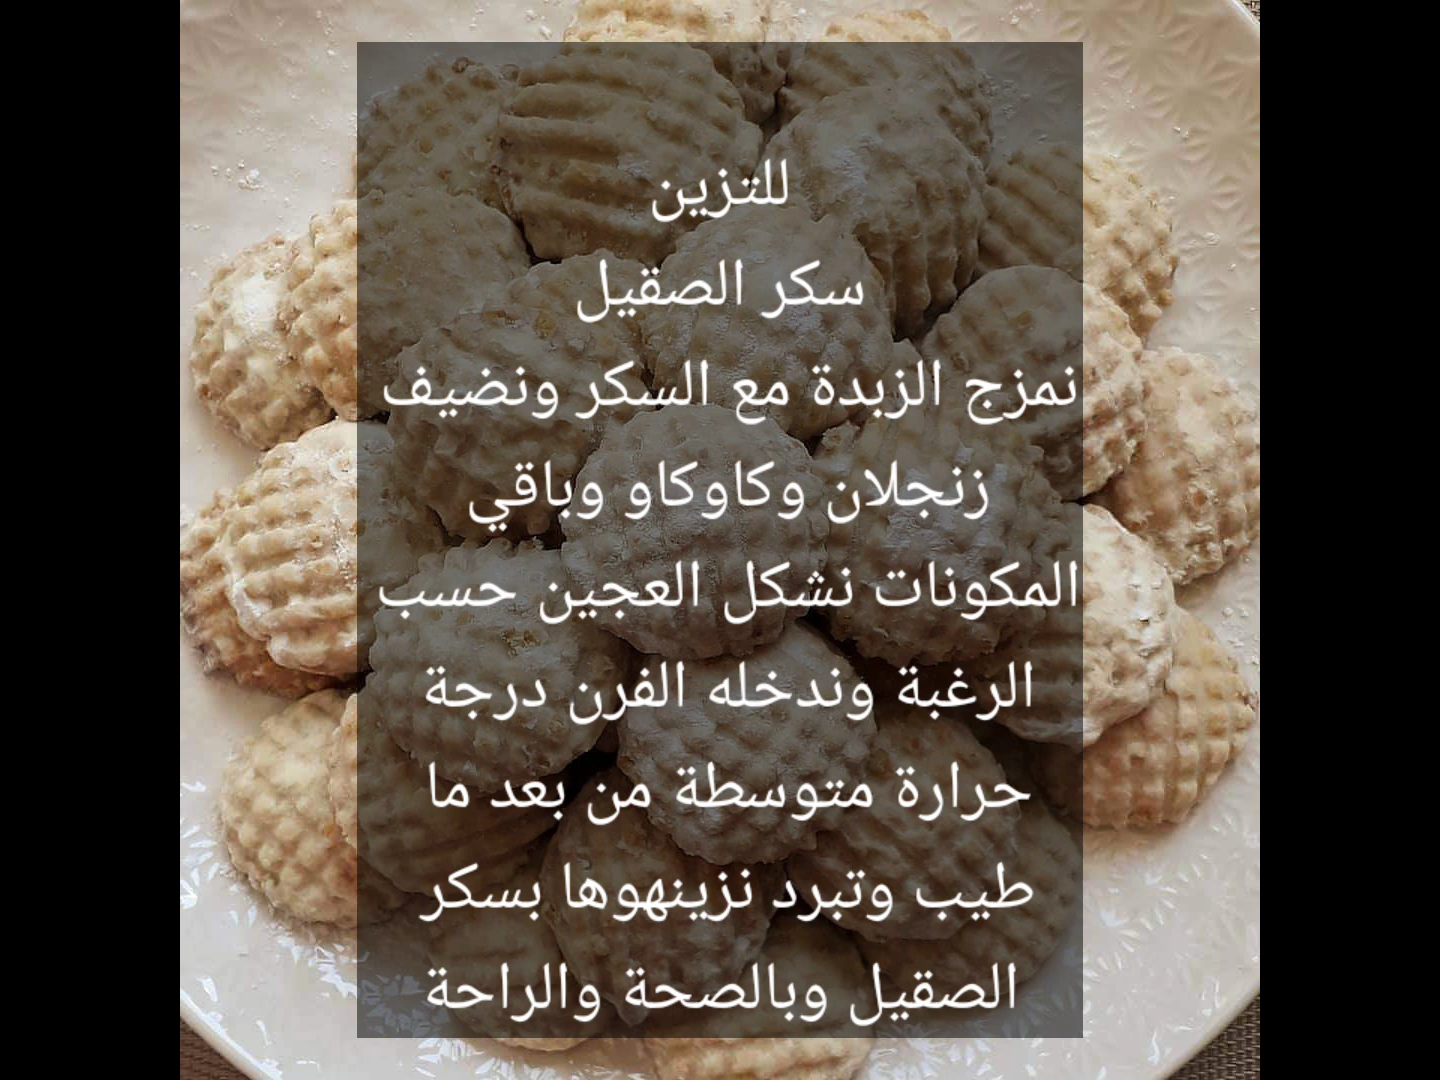 للتزين
سكر الصقيل
نمزج الزبدة مع السكر ونضيف
زنجلان وكاوكاو وباقي
المكونات نشكل العجين حسب
الرغبة وندخله الفرن درجة
حرارة متوسطة من بعد ما
طيب وتبرد نزينهوها بسكر
الصقيل وبالصحة والراحة